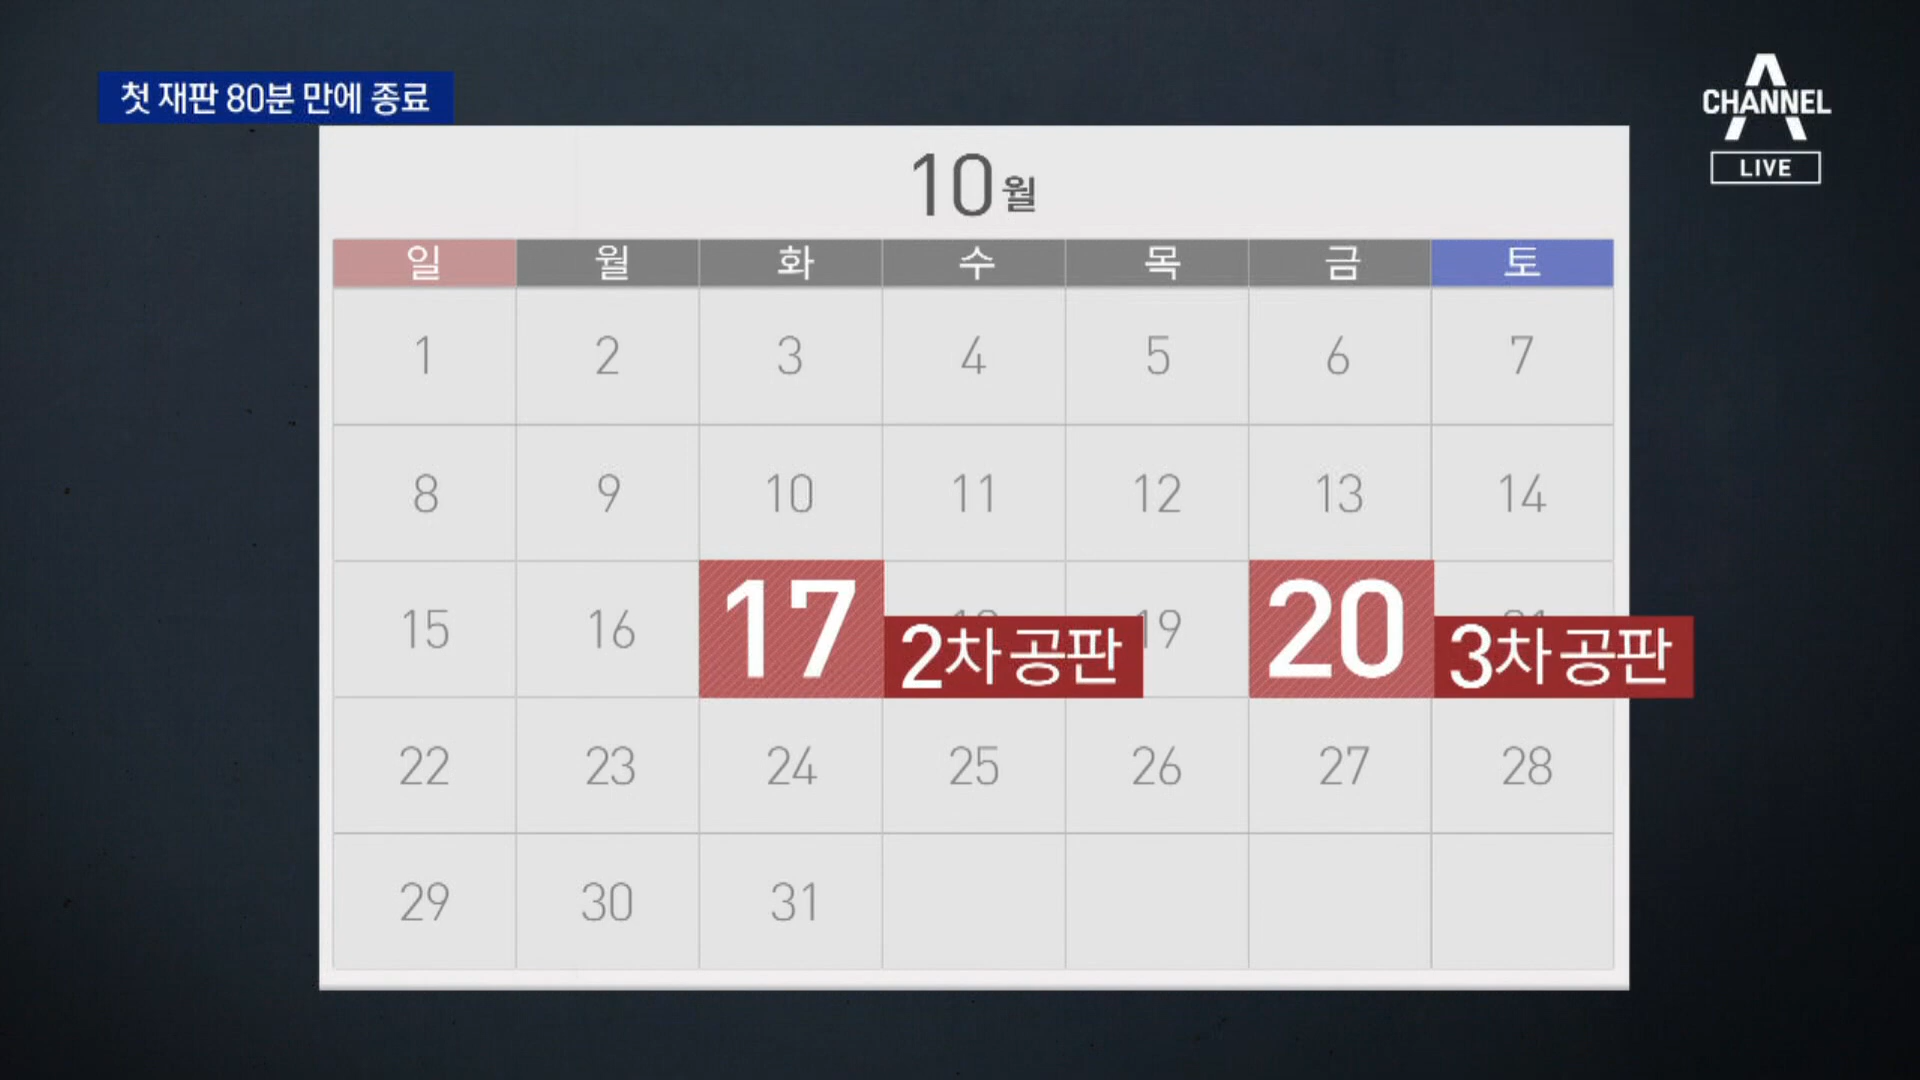 첫 재판 80분 만에 종료
CHANNEL A
LIVE
10월
일 월 화 수 목 금 토
1 2 3 4 5 6 7
8 9 10 11 12 13 14
15 16 17 2차 공판 19 20 3차 공판
22 23 24 25 26 27 28
29 30 31